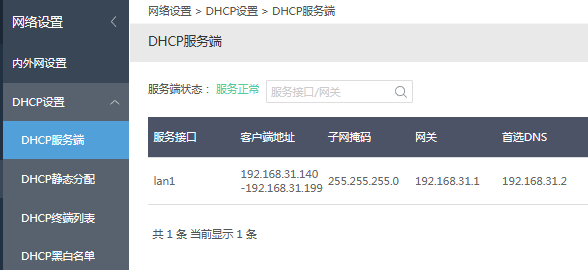 网络设置
内外网设置
DHCP设置
DHCP服务端
DHCP静态分配
DHCP终端列表
DHCP黑白名单
网络设置 > DHCP设置 > DHCP服务端
DHCP服务端
服务端状态： 服务正常 服务接口/网关
服务接口 客户端地址 子网掩码 网关 首选DNS
lan1 192.168.31.140 -192.168.31.199 255.255.255.0 192.168.31.1 192.168.31.2
共 1 条 当前显示 1 条